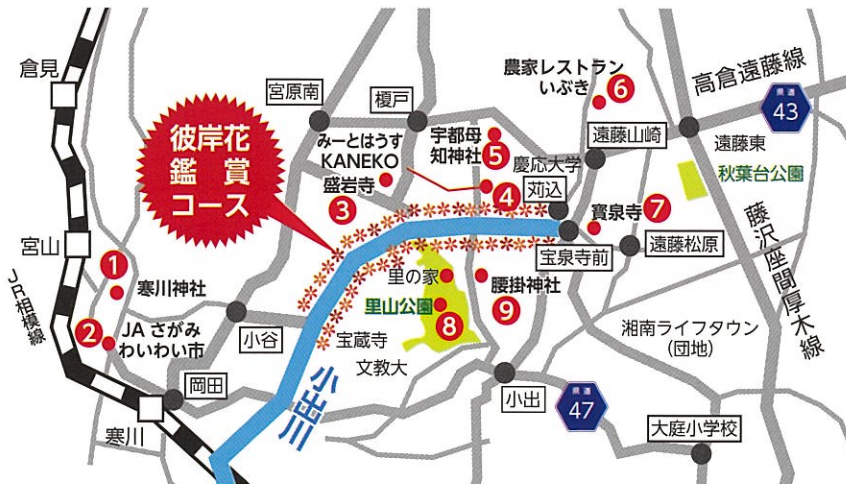 倉見
宮山
JR相模線
寒川
彼岸花
鑑賞
コース
宮原南
榎戸
みーとはうす
KANEKO
盛岩寺
3
宇都母
知神社
5
慶応大学
4
苅込
農家レストラン
いぶき
6
高倉遠藤線
県道
43
遠藤山崎
遠藤東
秋葉台公園
寳泉寺
7
宝泉寺前
遠藤松原
藤沢座間厚木線
1
寒川神社
2
JA さがみ
わいわい市
小谷
岡田
里の家
里山公園
8
腰掛神社
9
宝蔵寺
文教大
小出川
小出
県道
47
湘南ライフタウン
(団地)
大庭小学校